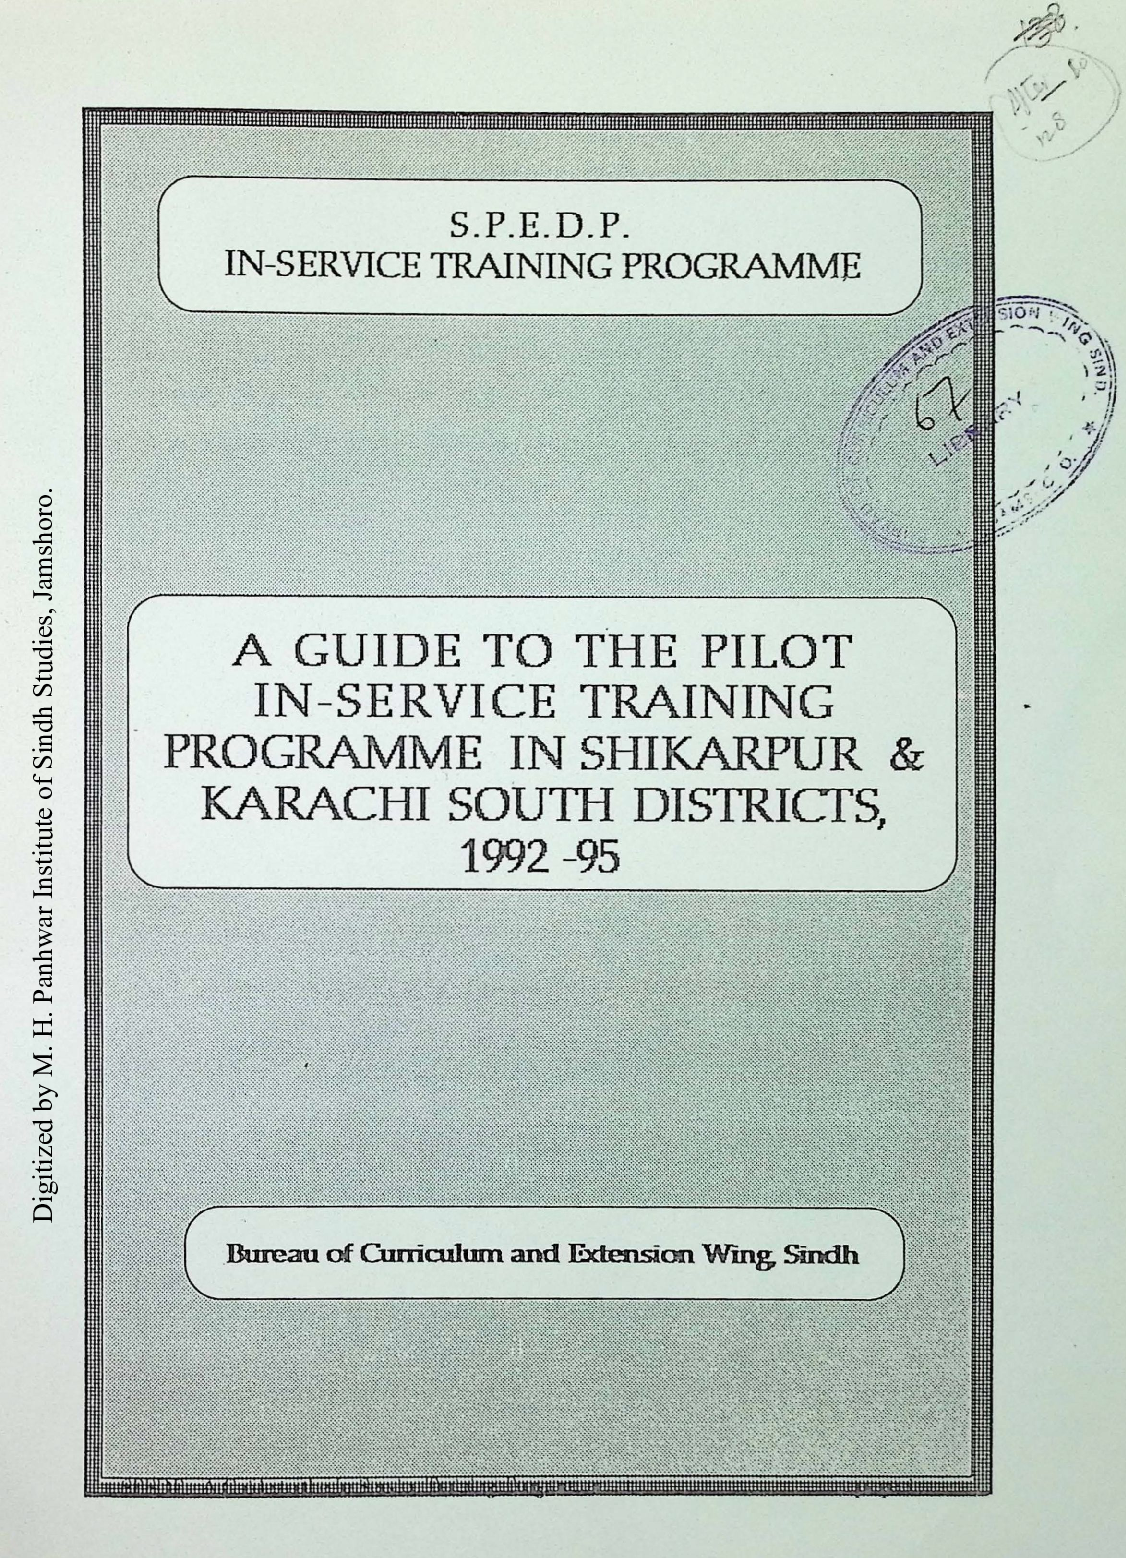 S.P.E.D.P.
IN-SERVICE TRAINING PROGRAMME
67
LIBRARY
A GUIDE TO THE PILOT
IN-SERVICE TRAINING
PROGRAMME IN SHIKARPUR &
KARACHI SOUTH DISTRICTS,
1992 -95
Bureau of Curriculum and Extension Wing, Sindh
Digitized by M. H. Panhwar Institute of Sindh Studies, Jamshoro.